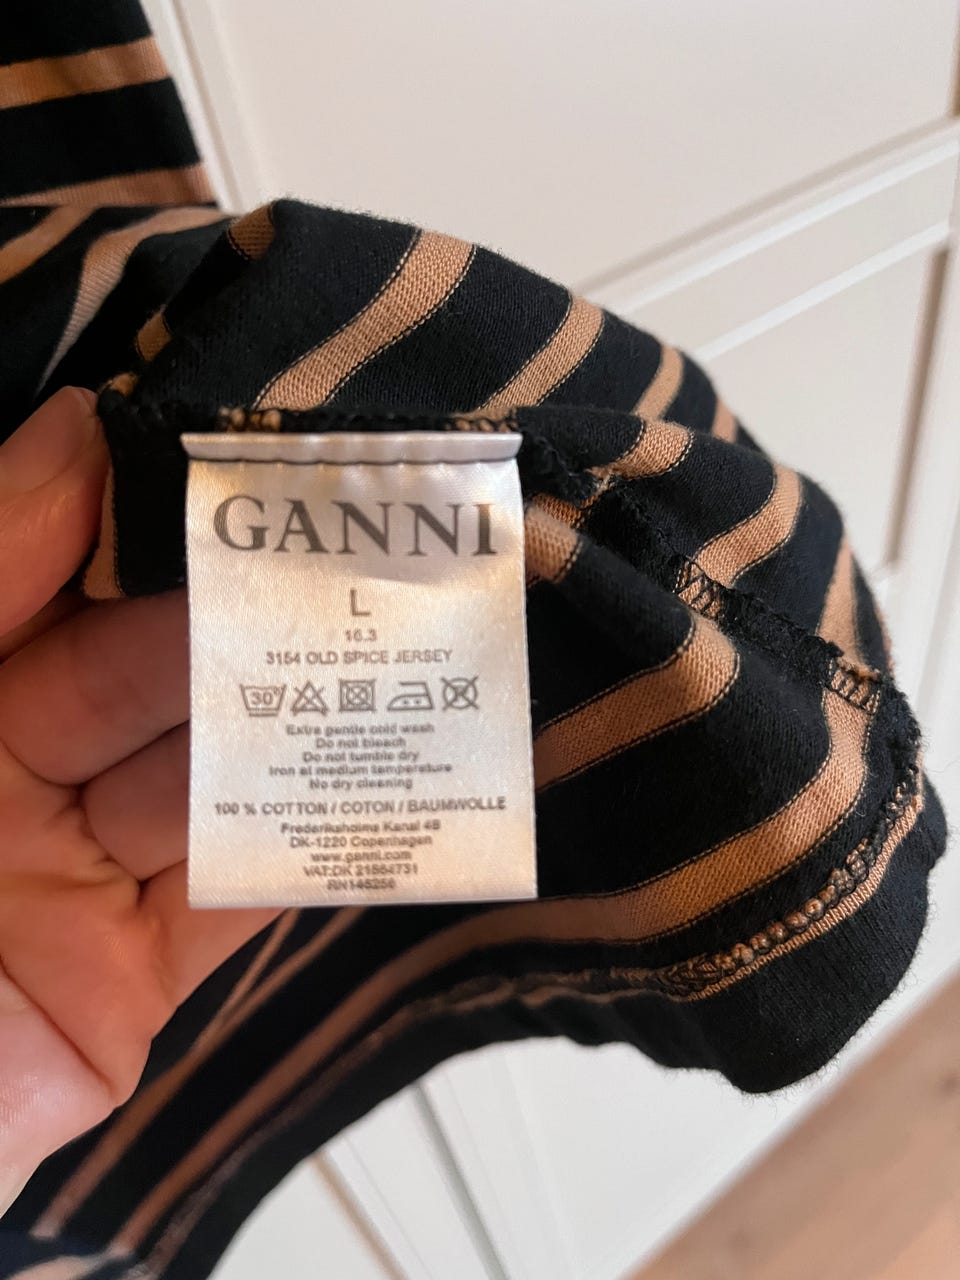 GANNI
L
16.3
3154 OLD SPICE JERSEY
30°
Extra gentle cold wash
Do not bleach
Do not tumble dry
Iron at medium temperature
No dry cleaning
100 % COTTON / COTON / BAUMWOLLE
Frederiksholms Kanal 4B
DK-1220 Copenhagen
www.ganni.com
VAT:DK